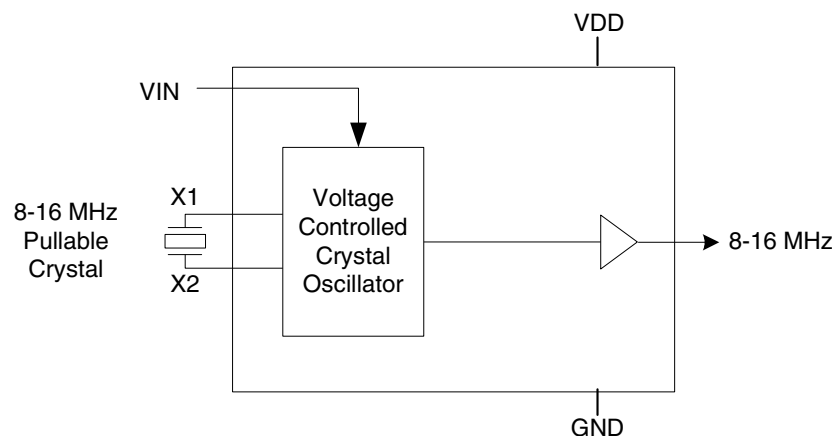 VDD
VIN
X1
8-16 MHz
Pullable
Crystal
X2
Voltage
Controlled
Crystal
Oscillator
8-16 MHz
GND